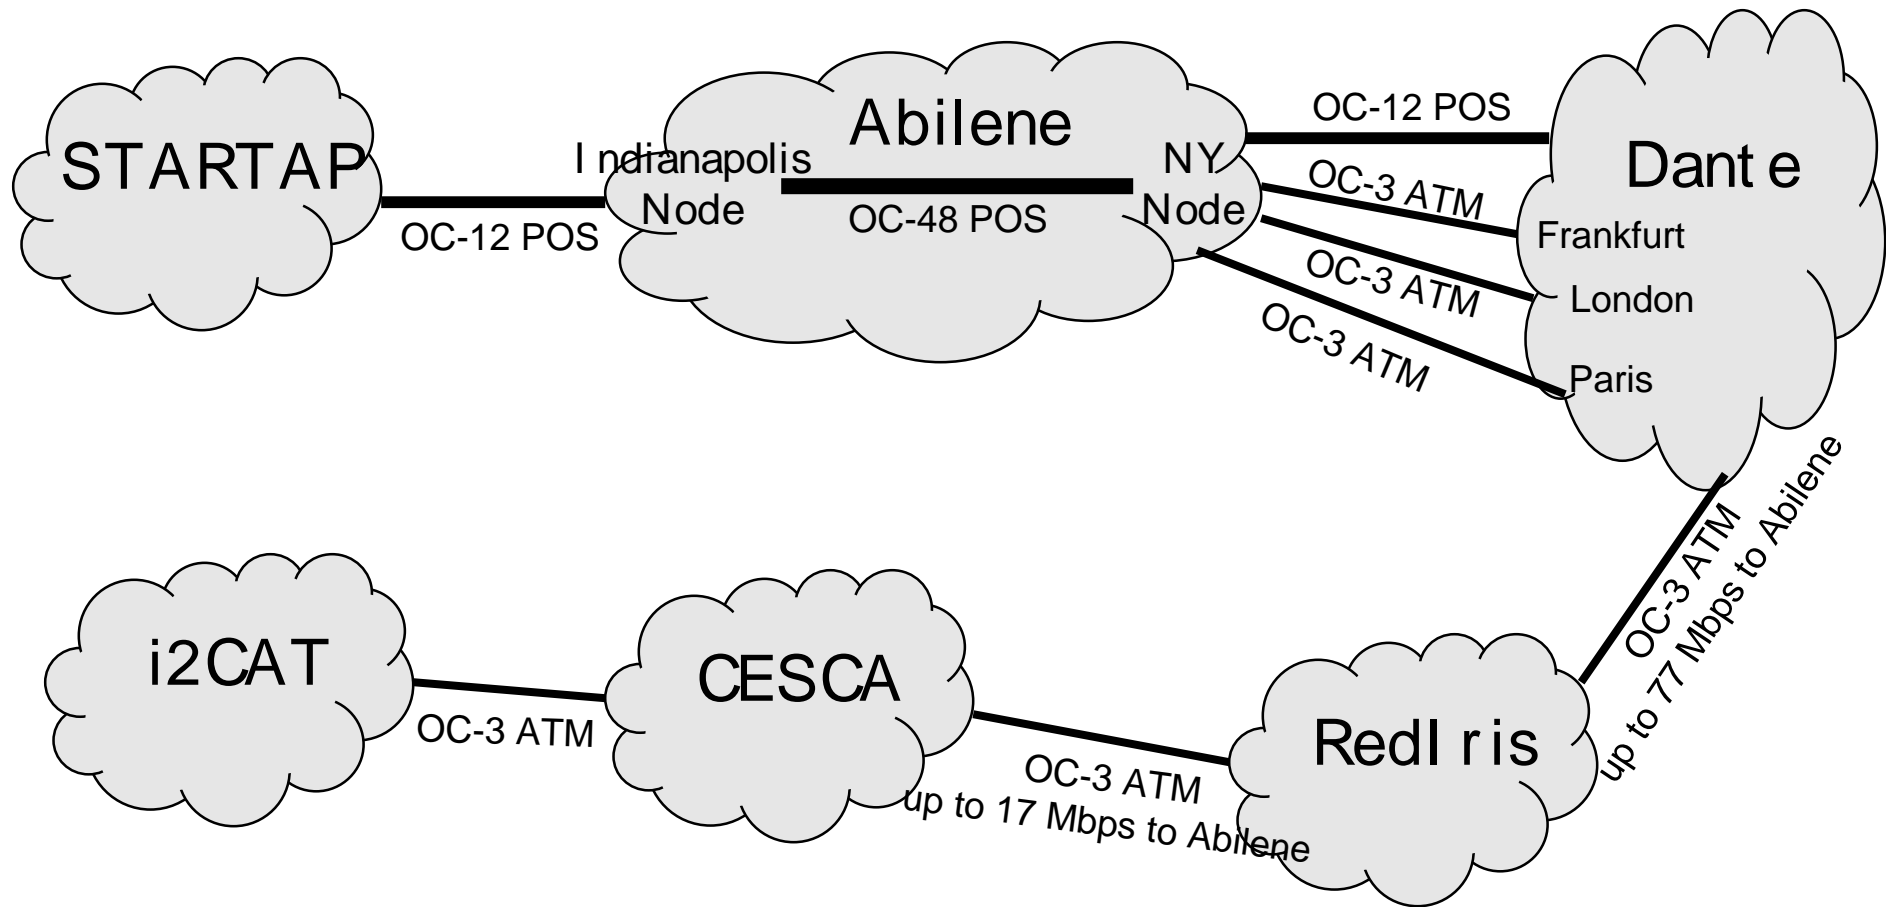 STARTAP
OC-12 POS
Abilene
Indianapolis
Node
OC-48 POS
NY
Node
OC-12 POS
OC-3 ATM
OC-3 ATM
OC-3 ATM
Dante
Frankfurt
London
Paris
OC-3 ATM
up to 77 Mbps to Abilene
i2CAT
OC-3 ATM
CESCA
OC-3 ATM
up to 17 Mbps to Abilene
RedIris